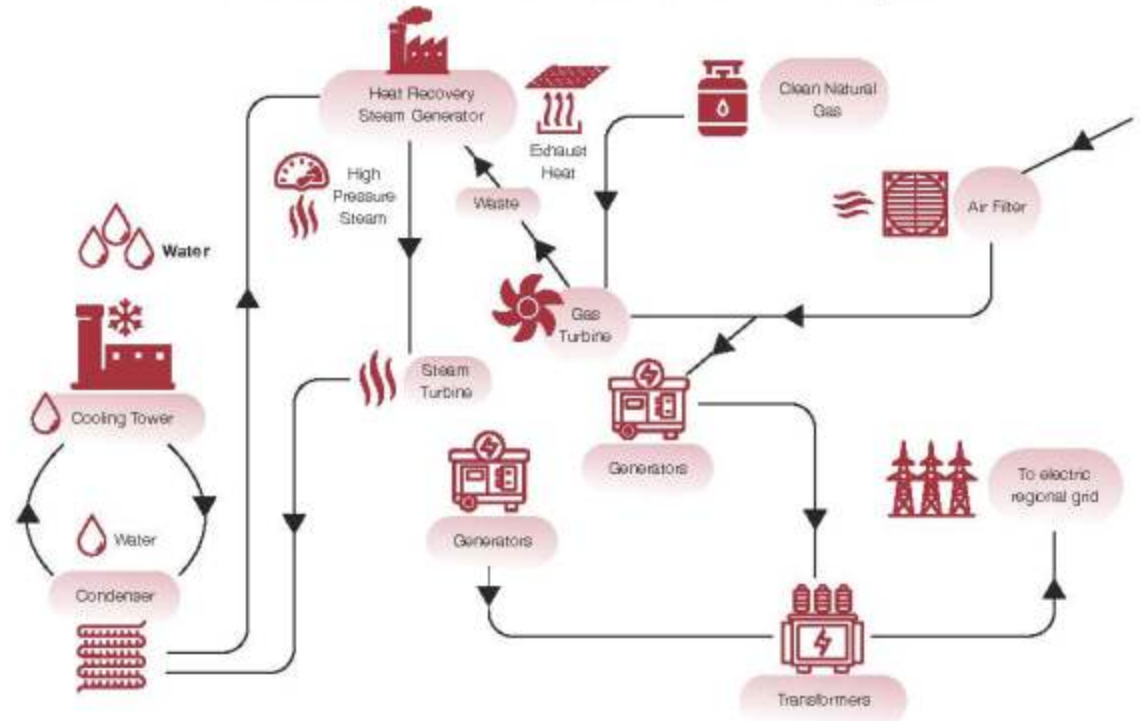 Heat Recovery
Steam Generator
Clean Natural
Gas
Exhaust
Heat
High
Pressure
Steam
Waste
Air Filter
Water
Gas
Turbine
Steam
Turbine
Cooling Tower
Generators
To electric
regional grid
Generators
Water
Condenser
Transformers